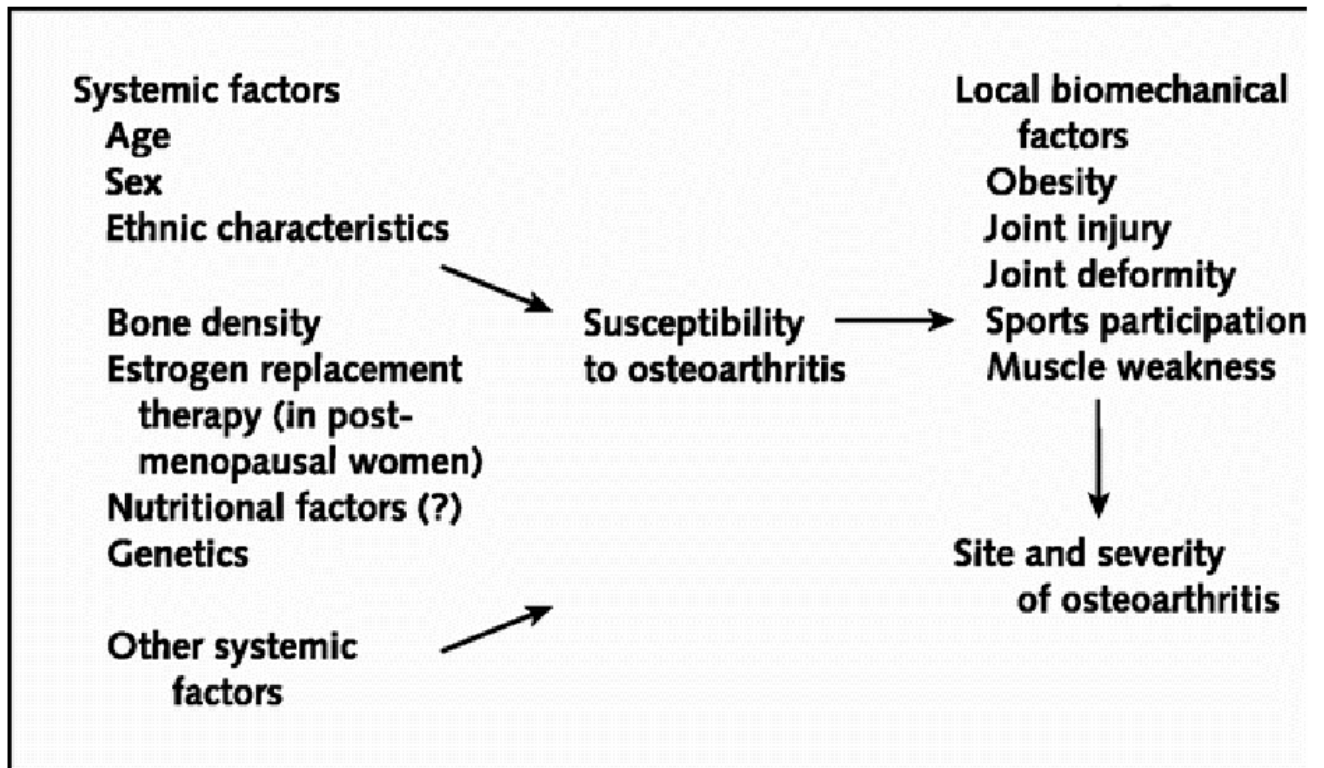 Systemic factors
Age
Sex
Ethnic characteristics
Bone density
Estrogen replacement
therapy (in post-
menopausal women)
Nutritional factors (?)
Genetics
Other systemic
factors
Susceptibility
to osteoarthritis
Local biomechanical
factors
Obesity
Joint injury
Joint deformity
Sports participation
Muscle weakness
Site and severity
of osteoarthritis